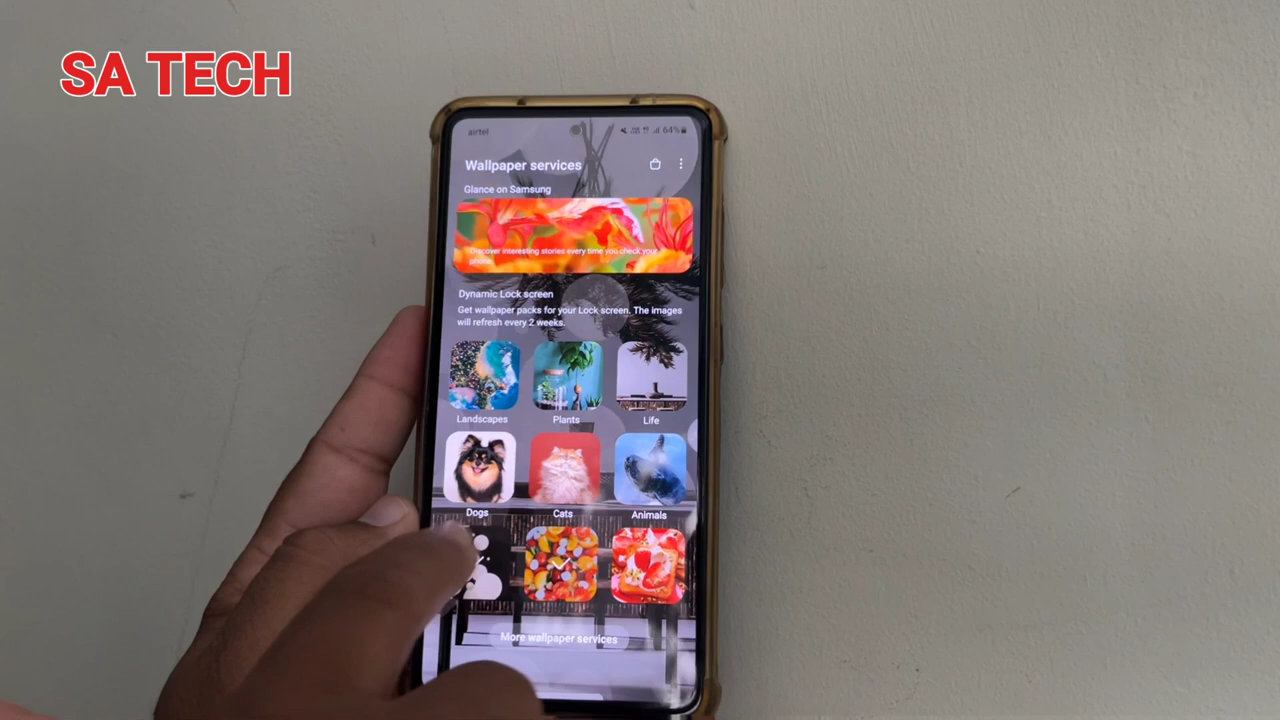 SA TECH
airtel
64%
Wallpaper services
Glance on Samsung
Discover interesting stories every time you check your
phone.
Dynamic Lock screen
Get wallpaper packs for your Lock screen. The images
will refresh every 2 weeks.
Landscapes Plants Life
Dogs Cats Animals
More wallpaper services